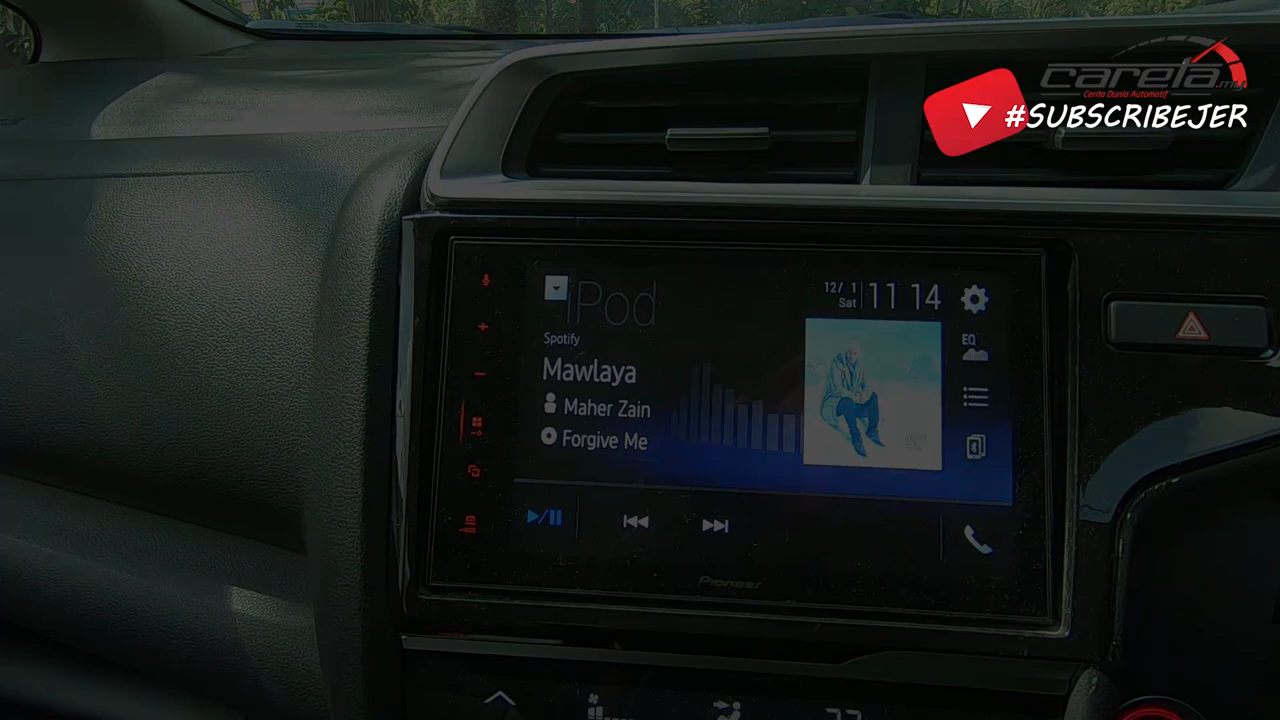 careta.my
Cerita Dunia Automotif
#SUBSCRIBEJER
iPod
12/ 1
Sat
11 14
Spotify
EQ
Mawlaya
Maher Zain
Forgive Me
Pioneer